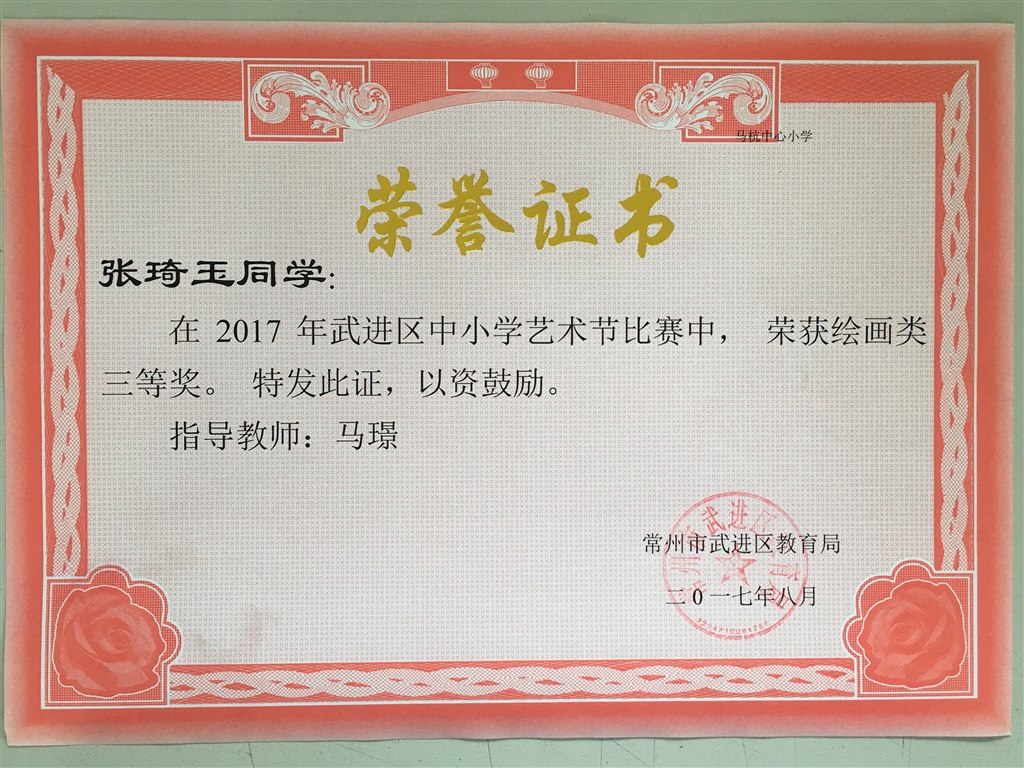 马杭中心小学
荣誉证书
张琦玉同学:
在 2017 年武进区中小学艺术节比赛中， 荣获绘画类
三等奖。 特发此证，以资鼓励。
指导教师：马璟
常州市武进区教育局
二0一七年八月